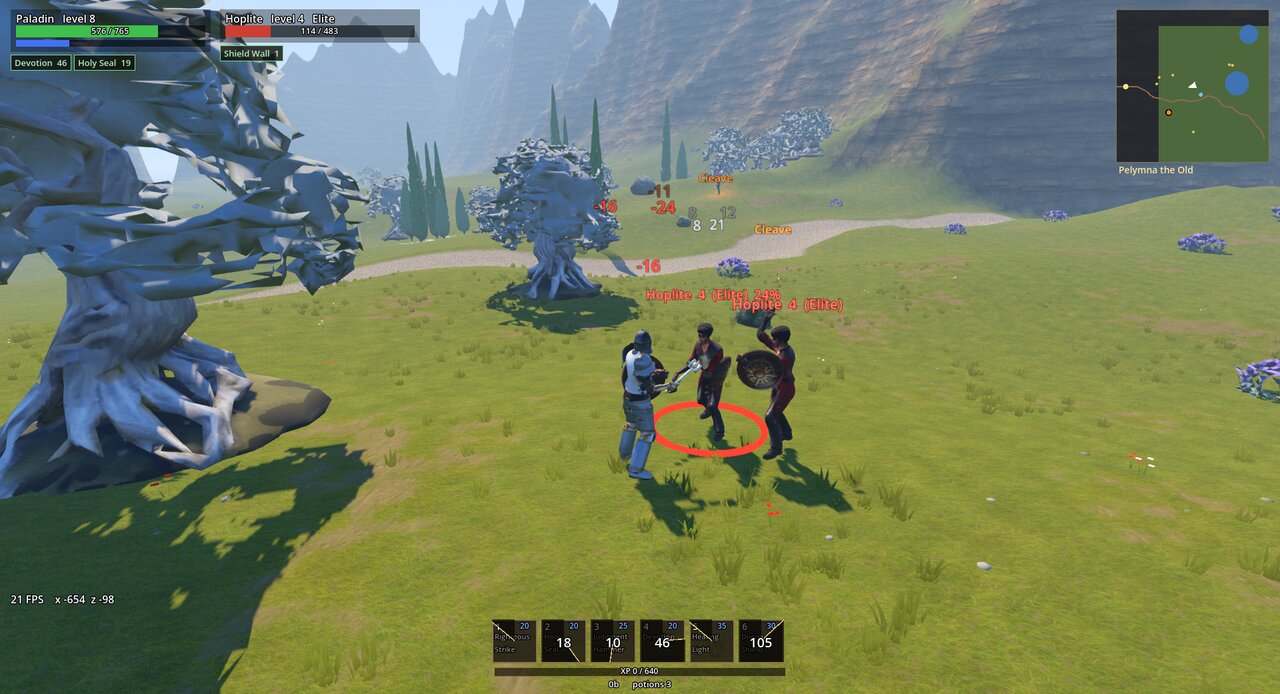 Paladin level 8
576 / 765
Devotion 46
Holy Seal 19
Hoplite level 4 Elite
114 / 483
Shield Wall 1
Pelymna the Old
Cleave
-11
-16
-24
8 12
8 21
Cleave
-16
Hoplite 4 (Elite) 24%
Hoplite 4 (Elite)
21 FPS x -654 z -98
20
Righteous
Strike
2 20
18
3 25
10
4 20
46
35
Healing
Light
6 30
105
XP 0 / 640
0b potions 3